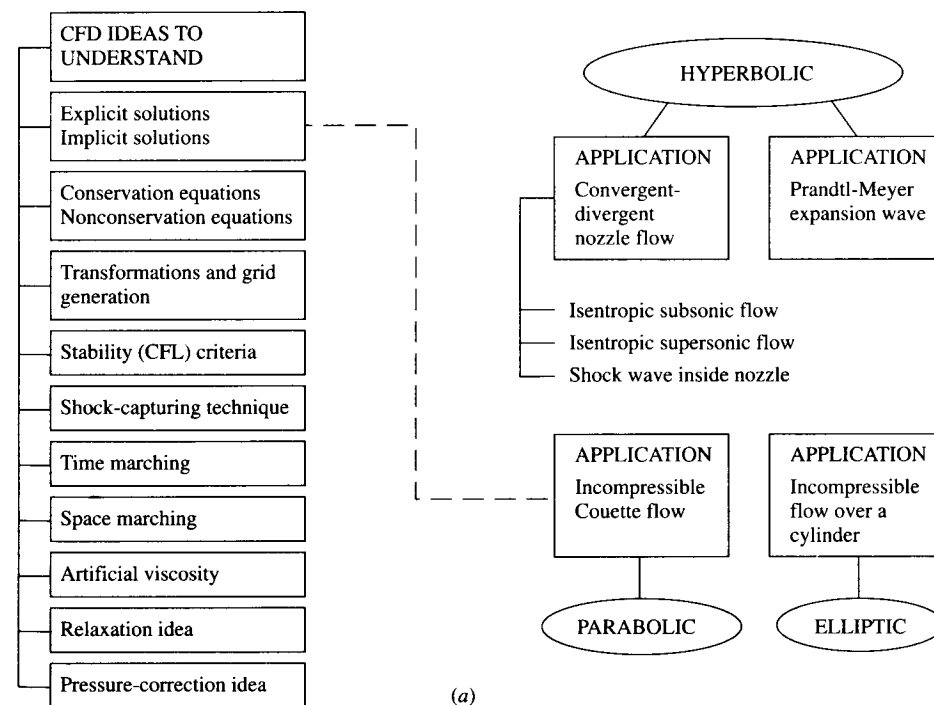 CFD IDEAS TO
UNDERSTAND
Explicit solutions
Implicit solutions
Conservation equations
Nonconservation equations
Transformations and grid
generation
Stability (CFL) criteria
Shock-capturing technique
Time marching
Space marching
Artificial viscosity
Relaxation idea
Pressure-correction idea
HYPERBOLIC
APPLICATION
Convergent-
divergent
nozzle flow
APPLICATION
Prandtl-Meyer
expansion wave
Isentropic subsonic flow
Isentropic supersonic flow
Shock wave inside nozzle
APPLICATION
Incompressible
Couette flow
APPLICATION
Incompressible
flow over a
cylinder
PARABOLIC
ELLIPTIC
(a)